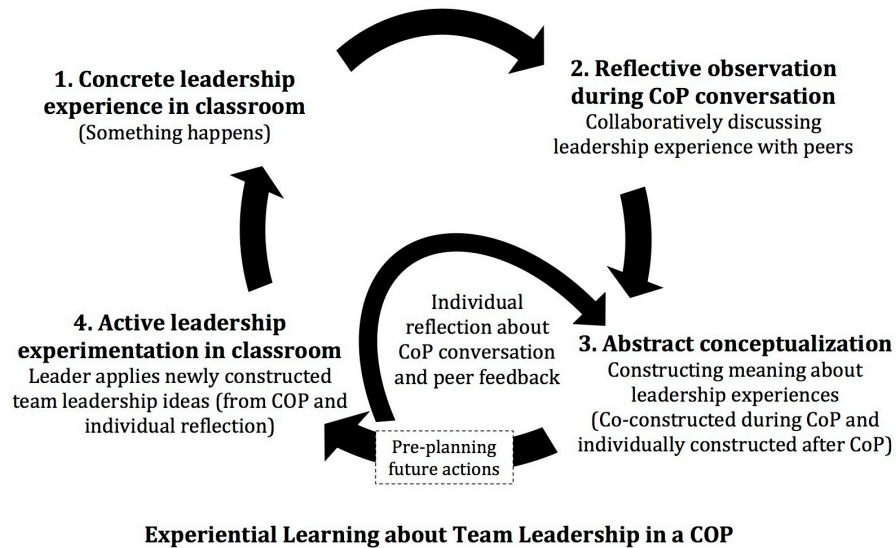 1. Concrete leadership
experience in classroom
(Something happens)
2. Reflective observation
during CoP conversation
Collaboratively discussing
leadership experience with peers
Individual
reflection about
CoP conversation
and peer feedback
3. Abstract conceptualization
Constructing meaning about
leadership experiences
(Co-constructed during CoP and
individually constructed after CoP)
4. Active leadership
experimentation in classroom
Leader applies newly constructed
team leadership ideas (from COP and
individual reflection)
Pre-planning
future actions
Experiential Learning about Team Leadership in a COP